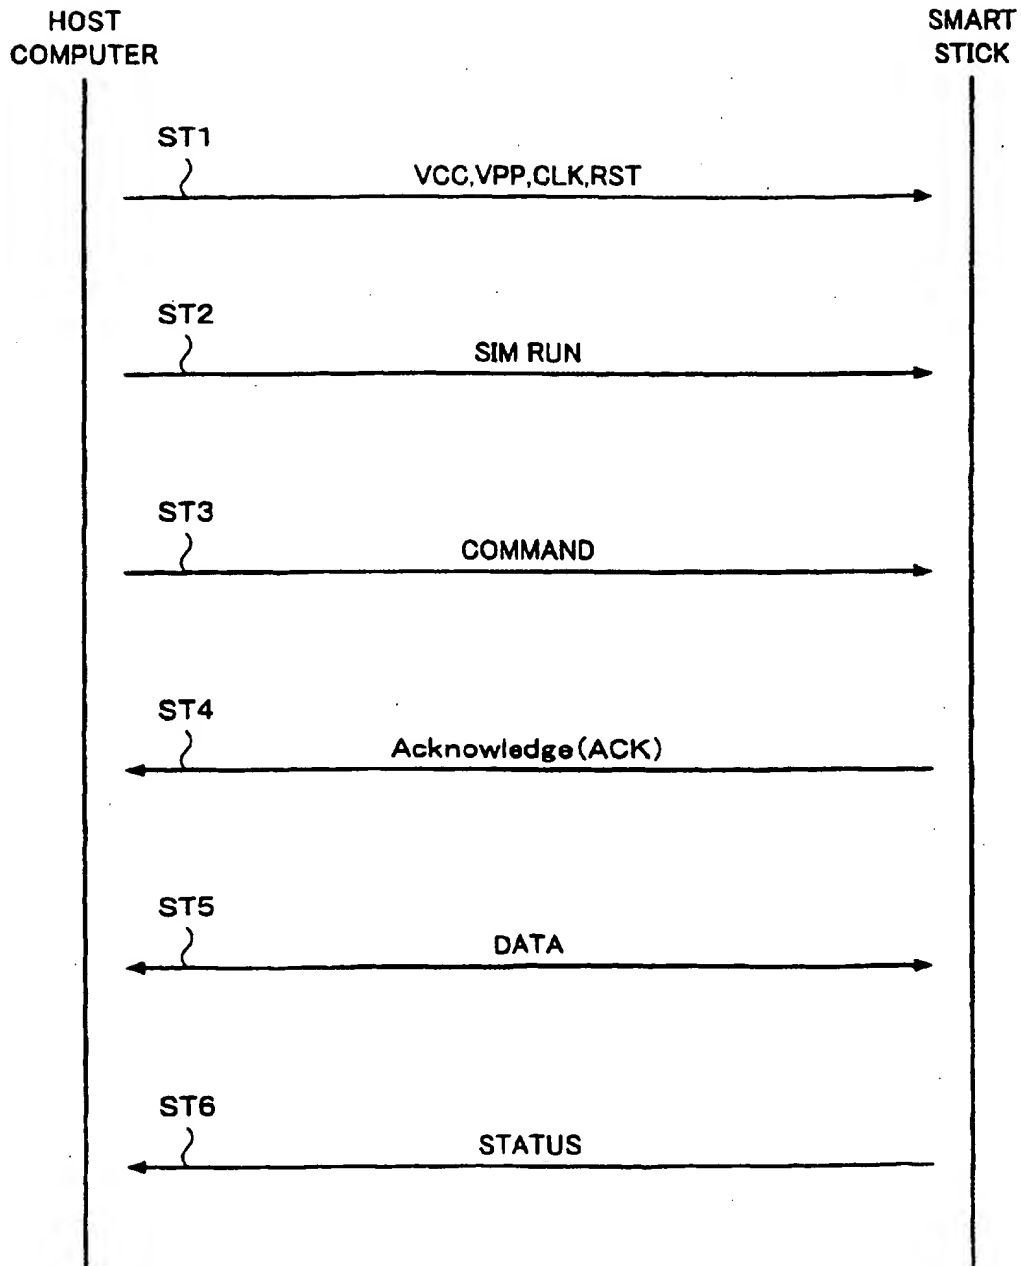 HOST
COMPUTER
SMART
STICK
ST1
VCC,VPP,CLK,RST
ST2
SIM RUN
ST3
COMMAND
ST4
Acknowledge(ACK)
ST5
DATA
ST6
STATUS